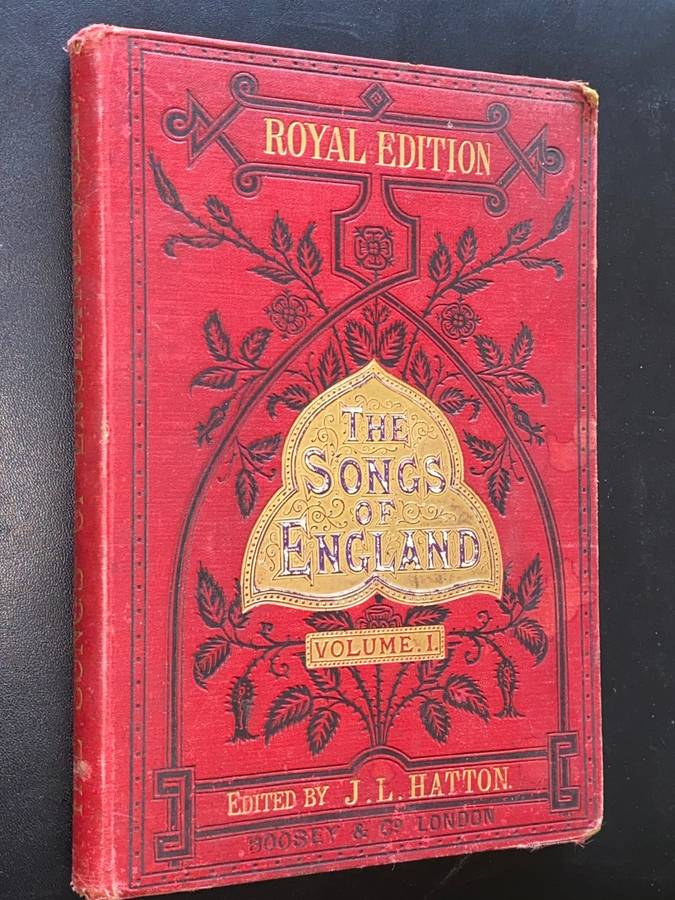 ROYAL EDITION
THE
SONGS
OF
ENGLAND
VOLUME. I.
EDITED BY J.L. HATTON.
BOOSEY & Co. LONDON